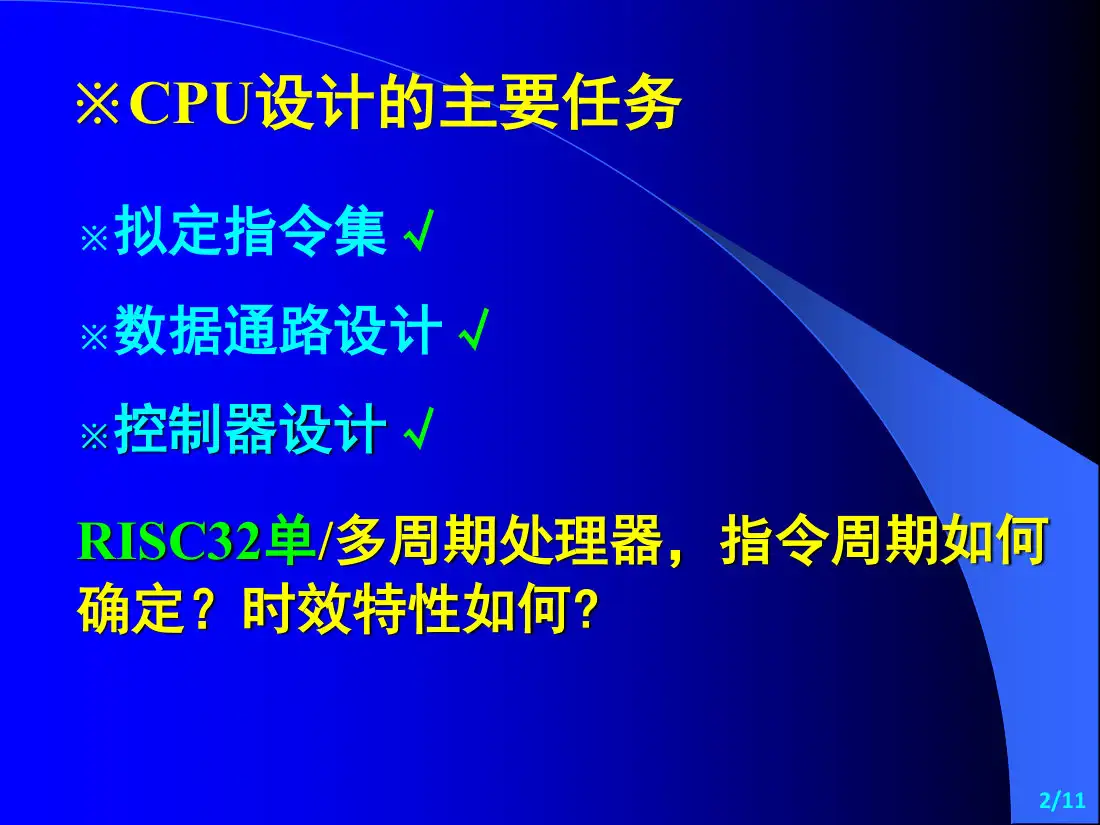 ※CPU设计的主要任务
※拟定指令集 √
※数据通路设计 √
※控制器设计 √
RISC32单/多周期处理器，指令周期如何
确定？时效特性如何?
2/11